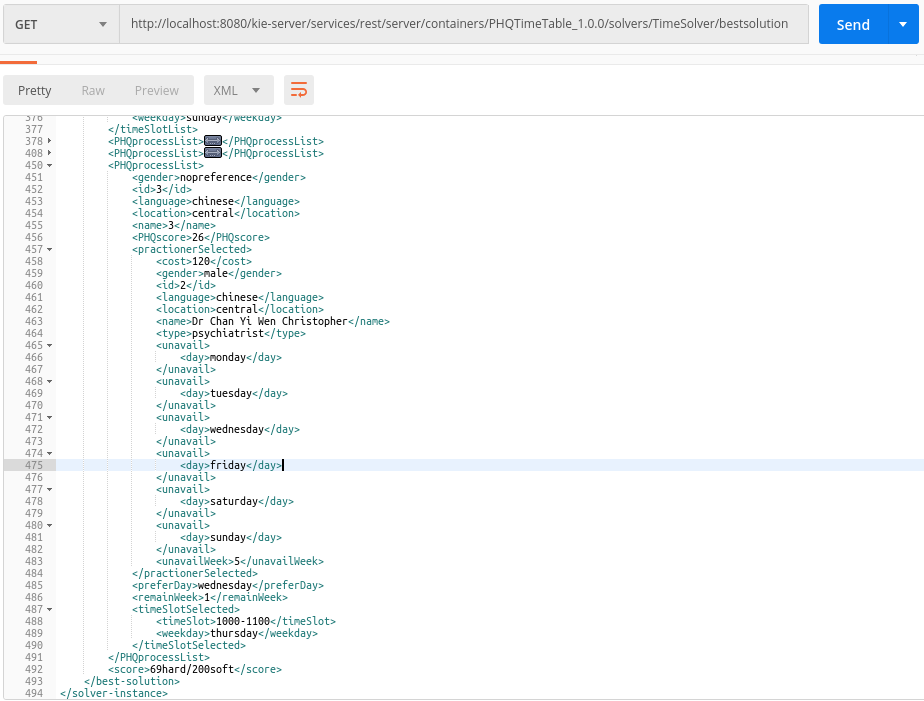 GET
http://localhost:8080/kie-server/services/rest/server/containers/PHQTimeTable_1.0.0/solvers/TimeSolver/bestsolution
Send
Pretty
Raw
Preview
XML
376 <weekday>sunday</weekday>
377 </timeSlotList>
378 <PHQprocessList></PHQprocessList>
408 <PHQprocessList></PHQprocessList>
450 <PHQprocessList>
451 <gender>nopreference</gender>
452 <id>3</id>
453 <language>chinese</language>
454 <location>central</location>
455 <name>3</name>
456 <PHQscore>26</PHQscore>
457 <practionerSelected>
458 <cost>120</cost>
459 <gender>male</gender>
460 <id>2</id>
461 <language>chinese</language>
462 <location>central</location>
463 <name>Dr Chan Yi Wen Christopher</name>
464 <type>psychiatrist</type>
465 <unavail>
466 <day>monday</day>
467 </unavail>
468 <unavail>
469 <day>tuesday</day>
470 </unavail>
471 <unavail>
472 <day>wednesday</day>
473 </unavail>
474 <unavail>
475 <day>friday</day>
476 </unavail>
477 <unavail>
478 <day>saturday</day>
479 </unavail>
480 <unavail>
481 <day>sunday</day>
482 </unavail>
483 <unavailWeek>5</unavailWeek>
484 </practionerSelected>
485 <preferDay>wednesday</preferDay>
486 <remainWeek>1</remainWeek>
487 <timeSlotSelected>
488 <timeSlot>1000-1100</timeSlot>
489 <weekday>thursday</weekday>
490 </timeSlotSelected>
491 </PHQprocessList>
492 <score>69hard/200soft</score>
493 </best-solution>
494 </solver-instance>